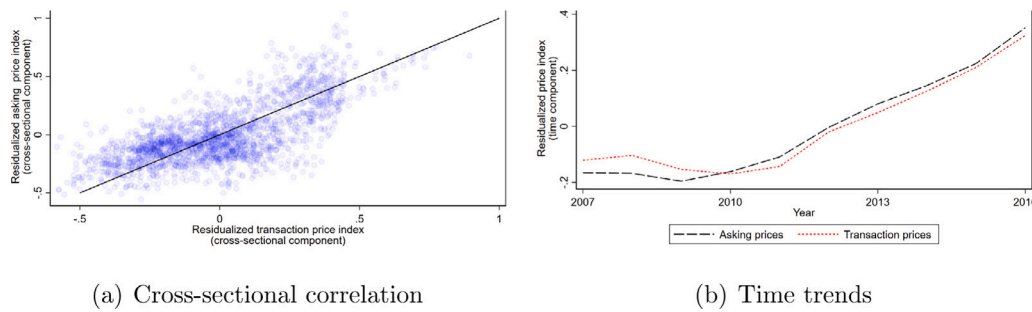 Residualized asking price index
(cross-sectional component)
1
.5
0
-.5
-.5
0
.5
1
Residualized transaction price index
(cross-sectional component)
Residualized price index
(time component)
.4
.2
0
-.2
2007
2010
2013
2016
Year
Asking prices
Transaction prices
(a) Cross-sectional correlation
(b) Time trends